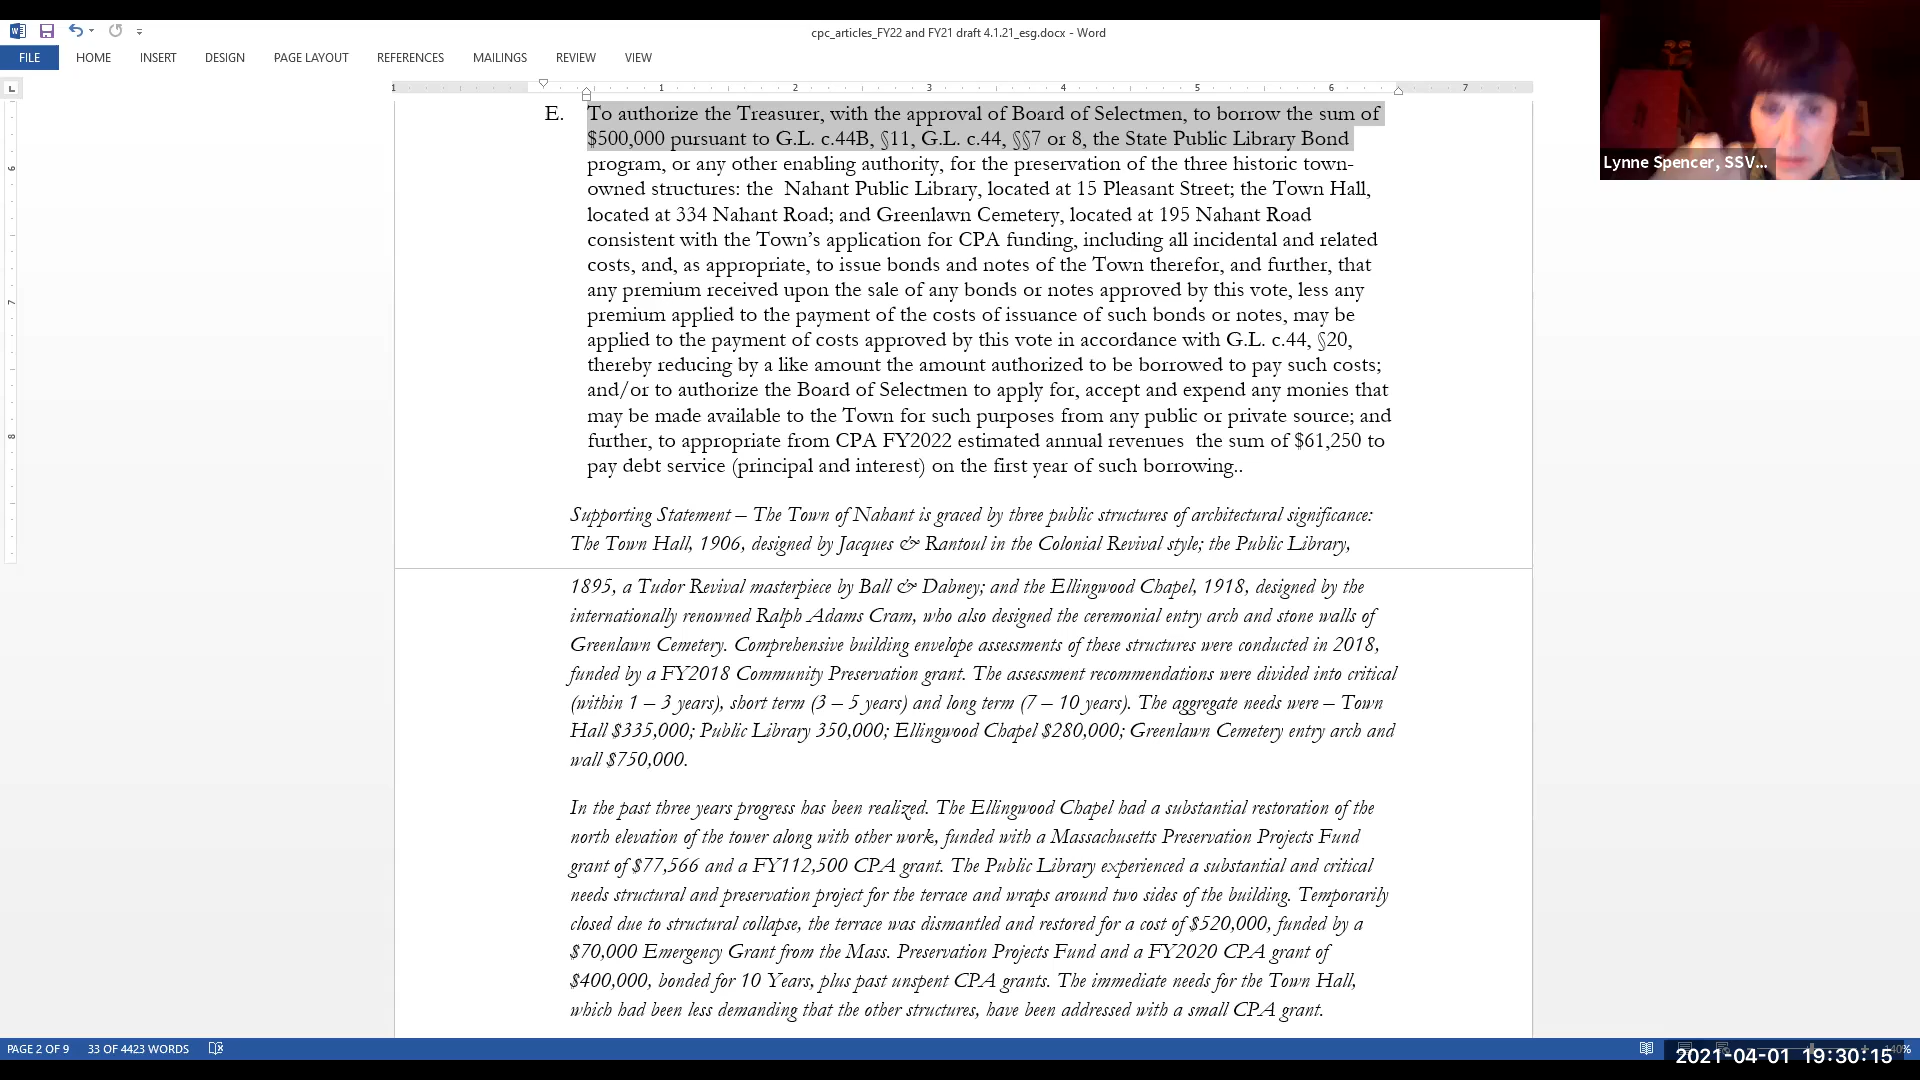 cpc_articles_FY22 and FY21 draft 4.1.21_esg.docx - Word
FILE HOME INSERT DESIGN PAGE LAYOUT REFERENCES MAILINGS REVIEW VIEW
1 1 2 3 4 5 6 7
E. To authorize the Treasurer, with the approval of Board of Selectmen, to borrow the sum of
$500,000 pursuant to G.L. c.44B, §11, G.L. c.44, §§7 or 8, the State Public Library Bond
program, or any other enabling authority, for the preservation of the three historic town-
owned structures: the  Nahant Public Library, located at 15 Pleasant Street; the Town Hall,
located at 334 Nahant Road; and Greenlawn Cemetery, located at 195 Nahant Road
consistent with the Town’s application for CPA funding, including all incidental and related
costs, and, as appropriate, to issue bonds and notes of the Town therefor, and further, that
any premium received upon the sale of any bonds or notes approved by this vote, less any
premium applied to the payment of the costs of issuance of such bonds or notes, may be
applied to the payment of costs approved by this vote in accordance with G.L. c.44, §20,
thereby reducing by a like amount the amount authorized to be borrowed to pay such costs;
and/or to authorize the Board of Selectmen to apply for, accept and expend any monies that
may be made available to the Town for such purposes from any public or private source; and
further, to appropriate from CPA FY2022 estimated annual revenues  the sum of $61,250 to
pay debt service (principal and interest) on the first year of such borrowing..
Supporting Statement – The Town of Nahant is graced by three public structures of architectural significance:
The Town Hall, 1906, designed by Jacques & Rantoul in the Colonial Revival style; the Public Library,
1895, a Tudor Revival masterpiece by Ball & Dabney; and the Ellingwood Chapel, 1918, designed by the
internationally renowned Ralph Adams Cram, who also designed the ceremonial entry arch and stone walls of
Greenlawn Cemetery. Comprehensive building envelope assessments of these structures were conducted in 2018,
funded by a FY2018 Community Preservation grant. The assessment recommendations were divided into critical
(within 1 – 3 years), short term (3 – 5 years) and long term (7 – 10 years). The aggregate needs were – Town
Hall $335,000; Public Library 350,000; Ellingwood Chapel $280,000; Greenlawn Cemetery entry arch and
wall $750,000.
In the past three years progress has been realized. The Ellingwood Chapel had a substantial restoration of the
north elevation of the tower along with other work, funded with a Massachusetts Preservation Projects Fund
grant of $77,566 and a FY112,500 CPA grant. The Public Library experienced a substantial and critical
needs structural and preservation project for the terrace and wraps around two sides of the building. Temporarily
closed due to structural collapse, the terrace was dismantled and restored for a cost of $520,000, funded by a
$70,000 Emergency Grant from the Mass. Preservation Projects Fund and a FY2020 CPA grant of
$400,000, bonded for 10 Years, plus past unspent CPA grants. The immediate needs for the Town Hall,
which had been less demanding that the other structures, have been addressed with a small CPA grant.
6
7
8
Lynne Spencer, SSV...
PAGE 2 OF 9 33 OF 4423 WORDS
2021-04-01 19:30:15